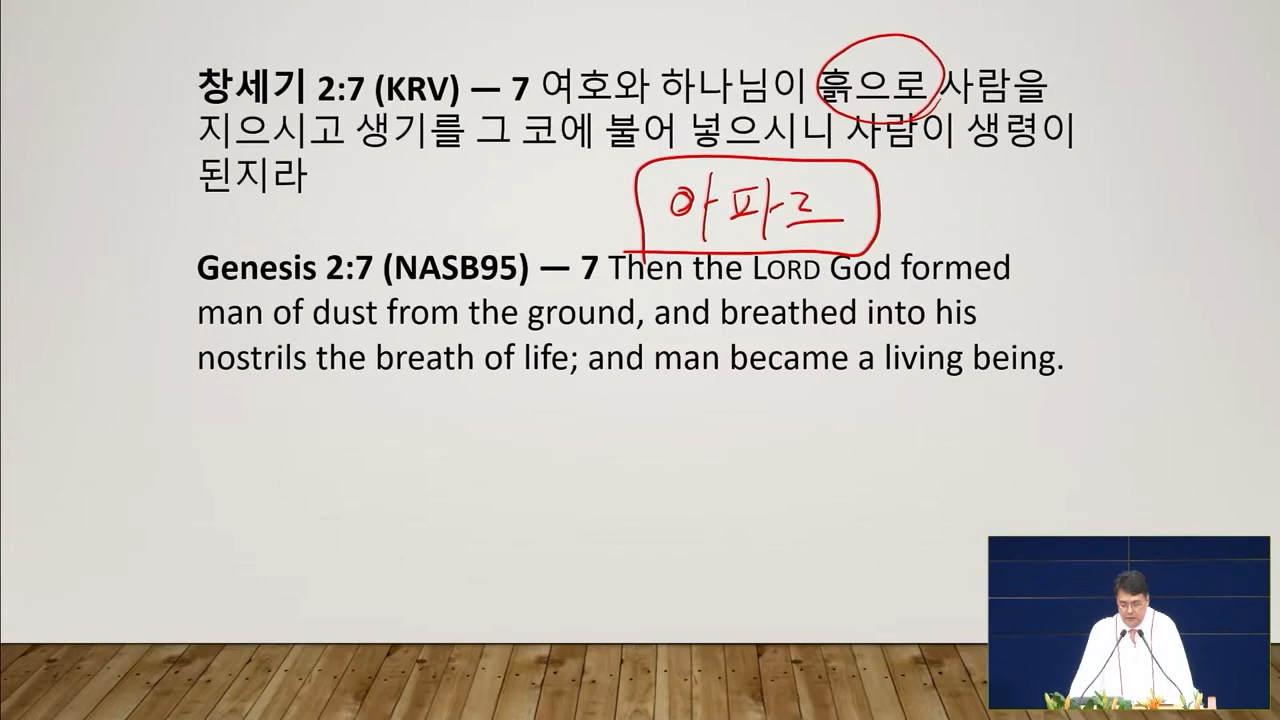 창세기 2:7 (KRV) — 7 여호와 하나님이 흙으로 사람을
지으시고 생기를 그 코에 불어 넣으시니 사람이 생령이
된지라
아파르
Genesis 2:7 (NASB95) — 7 Then the LORD God formed
man of dust from the ground, and breathed into his
nostrils the breath of life; and man became a living being.